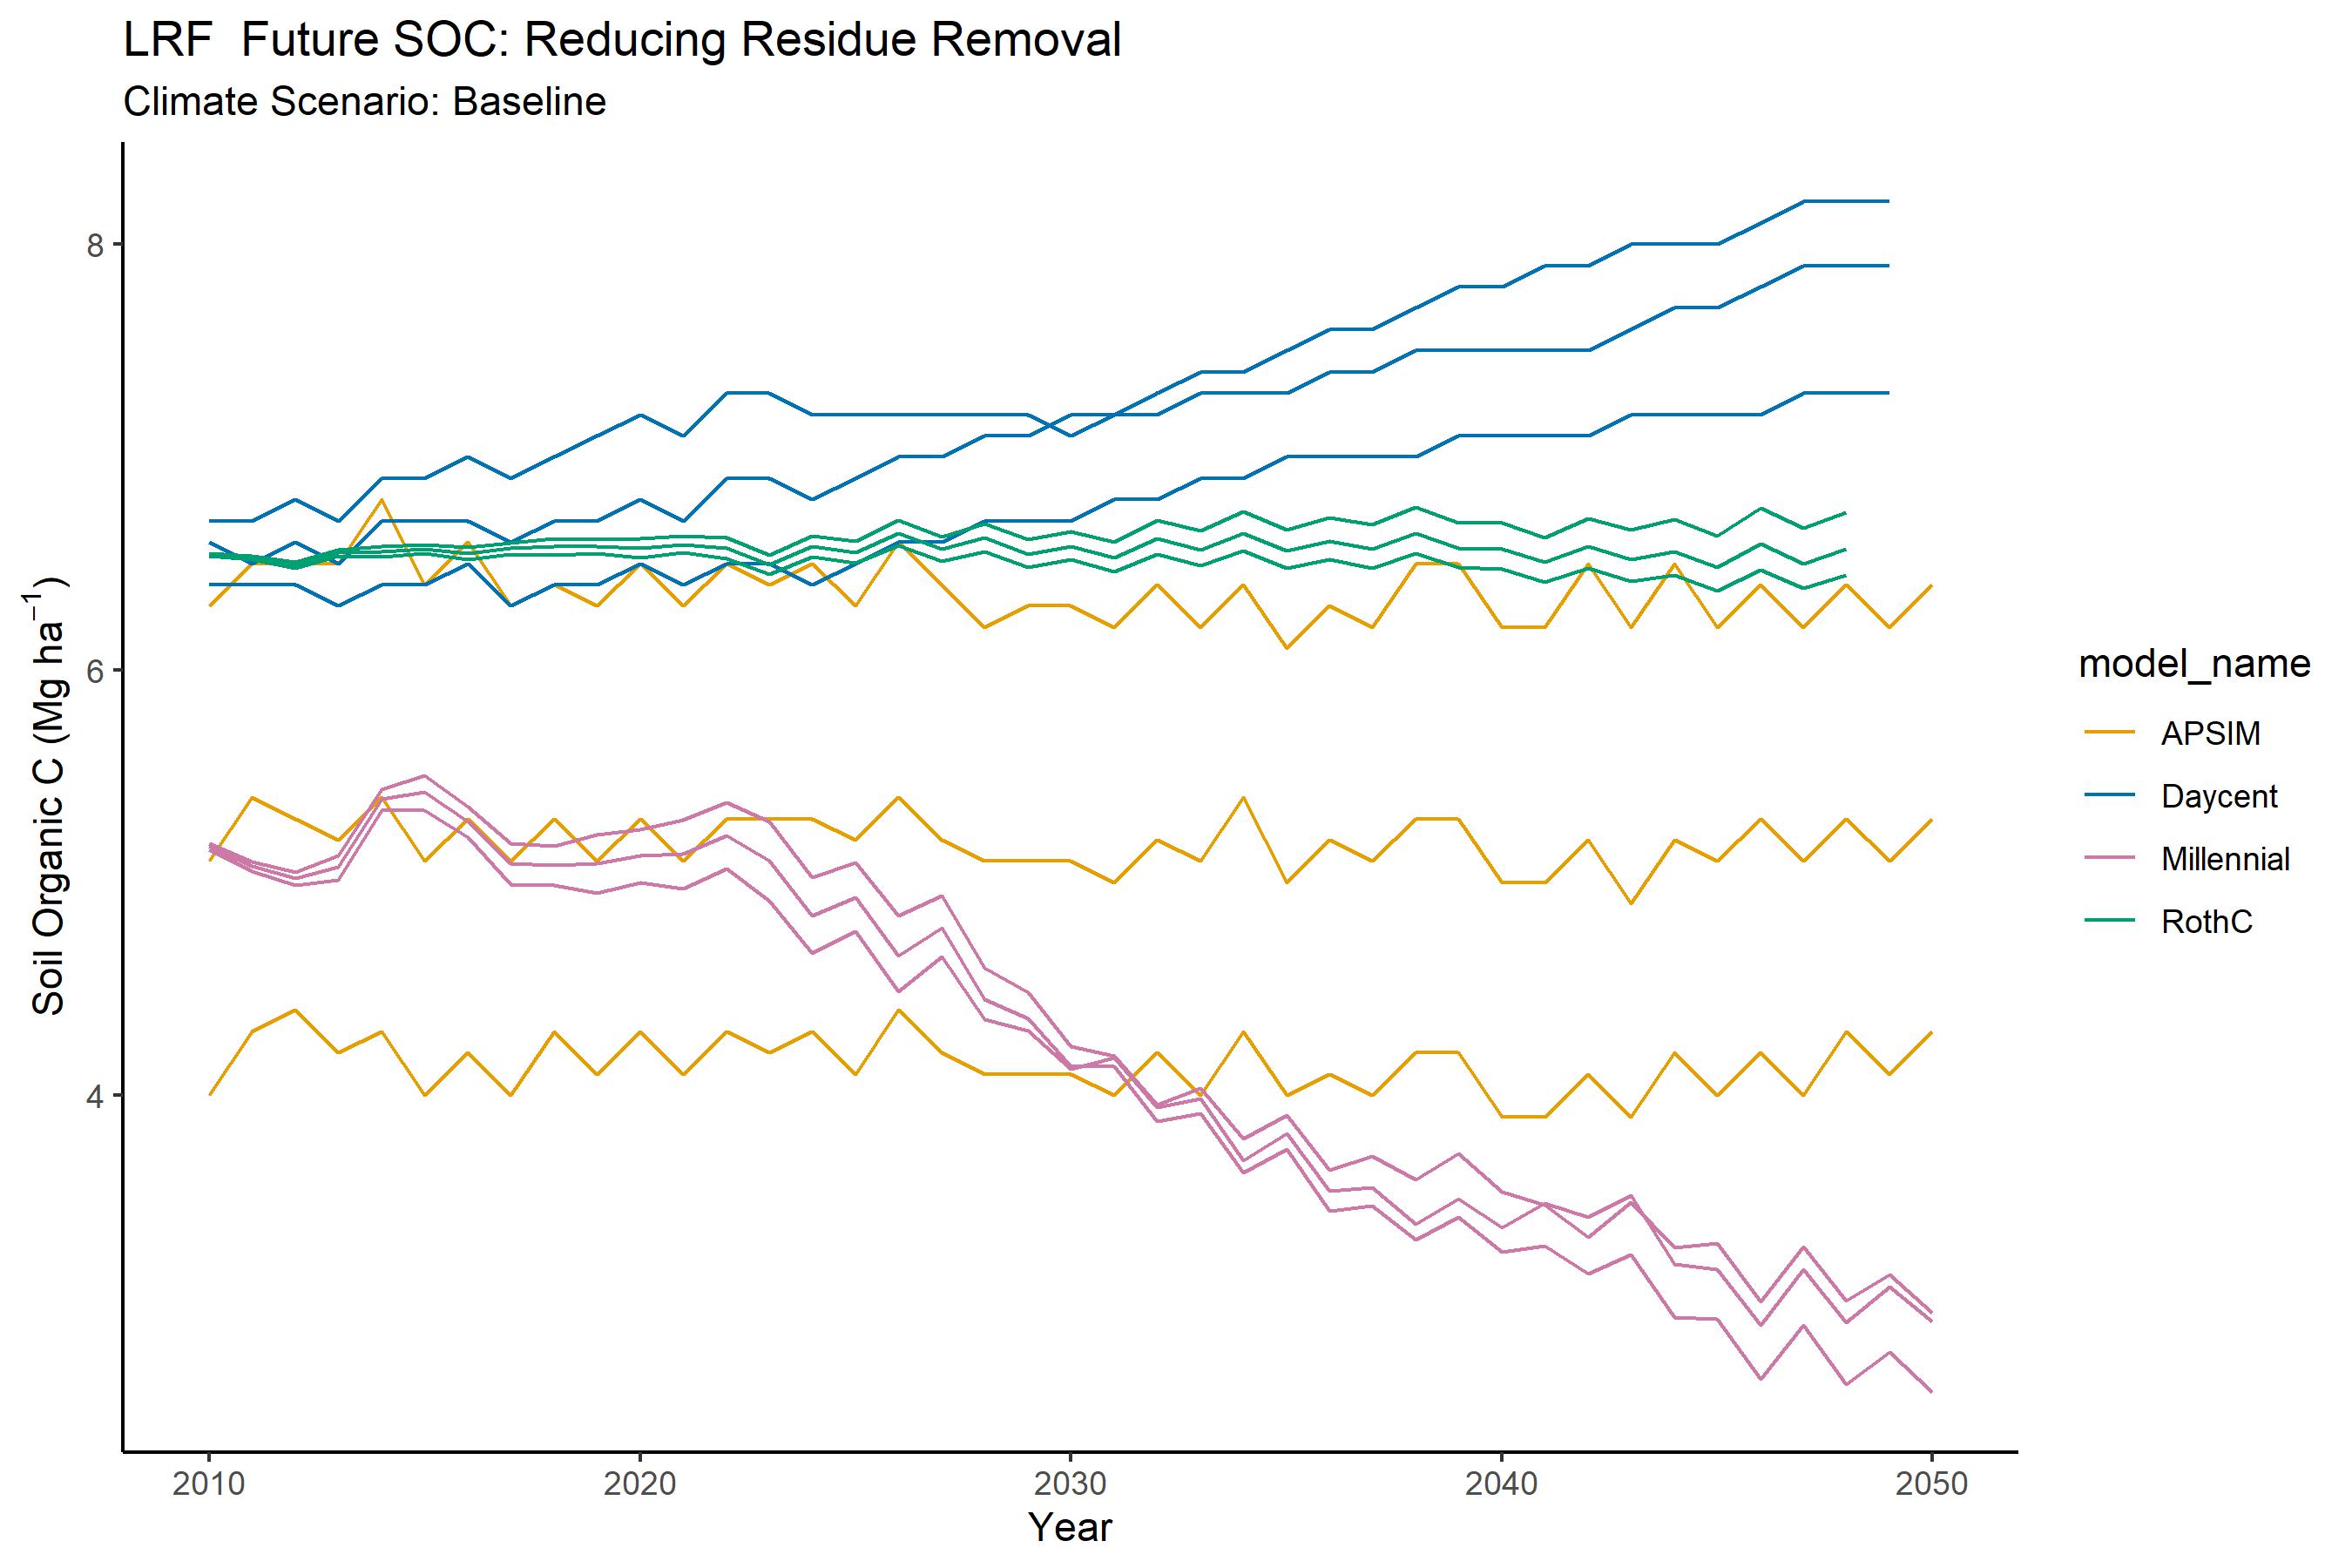 LRF  Future SOC: Reducing Residue Removal
Climate Scenario: Baseline
Soil Organic C (Mg ha⁻¹)
8
6
4
2010
2020
2030
2040
2050
Year
model_name
APSIM
Daycent
Millennial
RothC